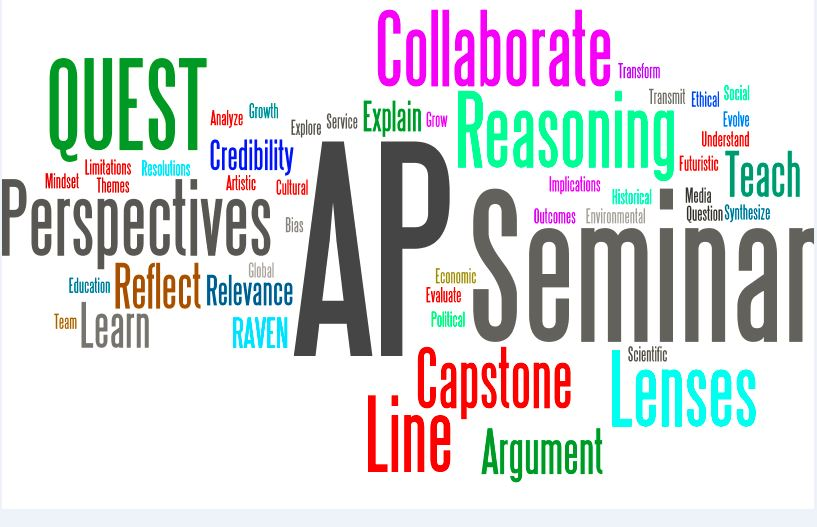 Collaborate
Transform
QUEST
Analyze
Growth
Explore
Service
Explain
Grow
Reasoning
Transmit
Ethical
Social
Evolve
Understand
Futuristic
Teach
Mindset
Limitations
Themes
Resolutions
Credibility
Artistic
Cultural
Implications
Historical
Media
Question
Synthesize
Outcomes
Environmental
Perspectives
Bias
AP
Seminar
Global
Education
Reflect
Relevance
Economic
Evaluate
Political
Team
Learn
RAVEN
Scientific
Capstone
Lenses
Line
Argument